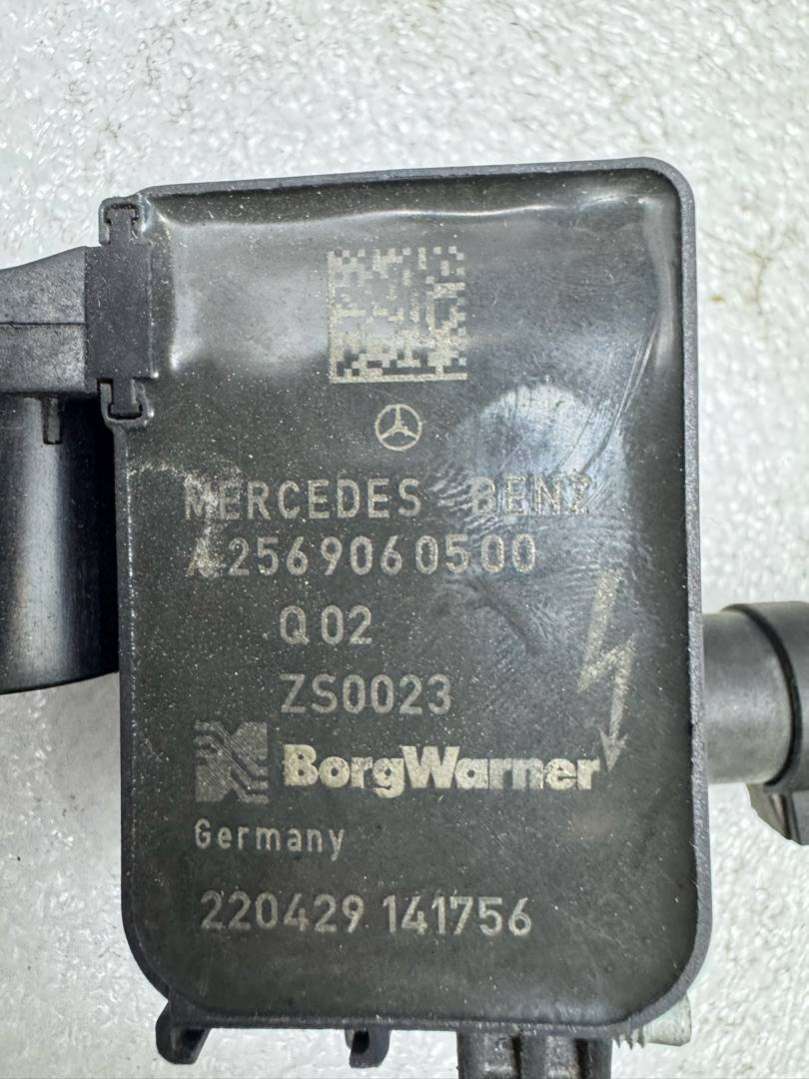 MERCEDES BENZ
A2569060500
Q02
ZS0023
BorgWarner
Germany
220429 141756